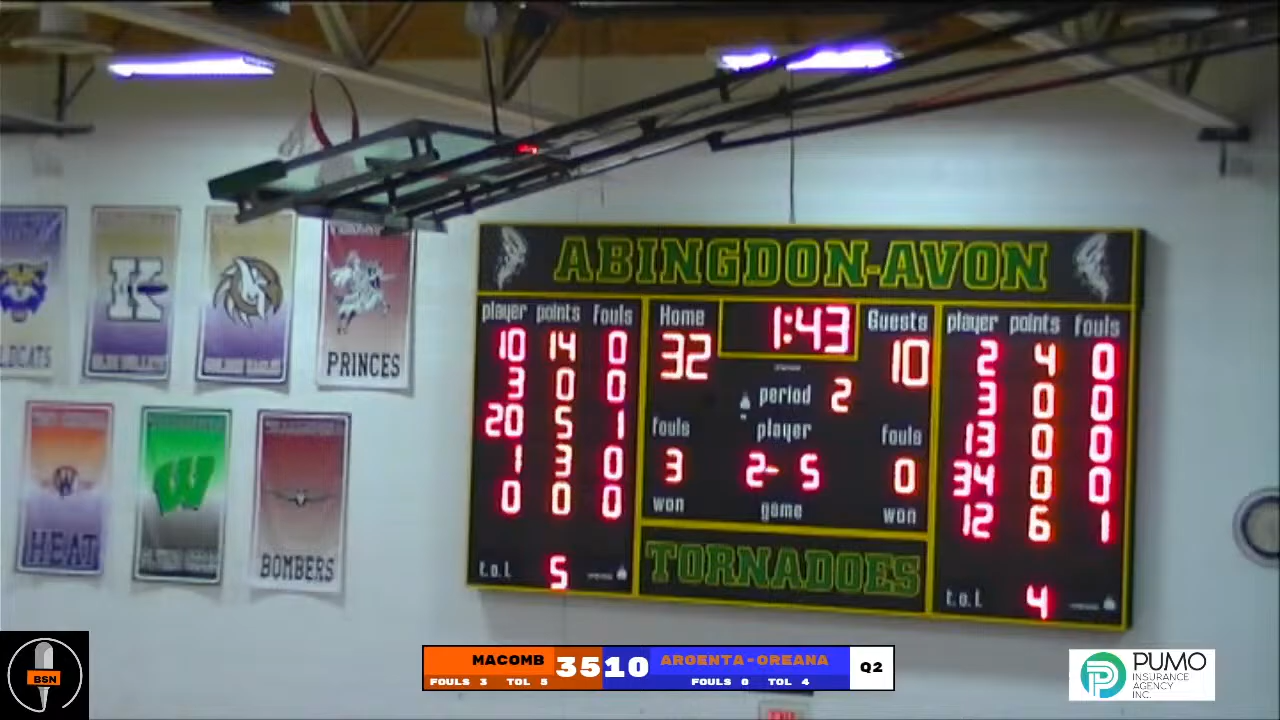 PRINCES
K
HEAT
W
BOMBERS
ABINGDON-AVON
player points Fouls
10 14 0
3 0 0
20 5 1
1 3 0
0 0 0
t.o.l. 5
Home 1:43 Guests
32 10
period 2
fouls player fouls
3 2- 5 0
won game won
TORNADOES
player points fouls
2 4 0
3 0 0
13 0 0
34 0 0
12 6 1
t.o.l. 4
BSN
MACOMB 35 10 ARGENTA-OREANA Q2
FOULS 3 TOL 5 FOULS 0 TOL 4
PUMO
INSURANCE
AGENCY
INC.